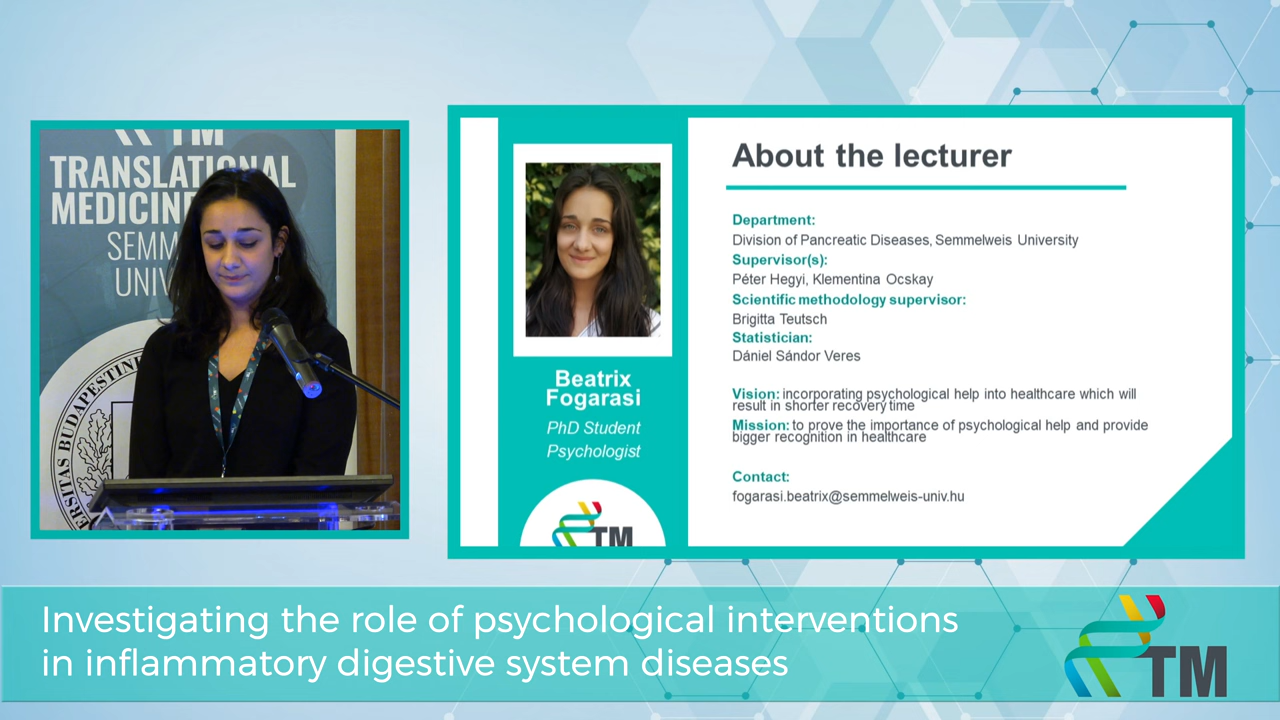 TM
TRANSLATIONAL
MEDICINE
SEMM
UNIV
ERSITAS BUDAPESTINE
About the lecturer
Department:
Division of Pancreatic Diseases, Semmelweis University
Supervisor(s):
Péter Hegyi, Klementina Ocskay
Scientific methodology supervisor:
Brigitta Teutsch
Statistician:
Dániel Sándor Veres
Vision: incorporating psychological help into healthcare which will
result in shorter recovery time
Mission: to prove the importance of psychological help and provide
bigger recognition in healthcare
Contact:
fogarasi.beatrix@semmelweis-univ.hu
Beatrix
Fogarasi
PhD Student
Psychologist
TM
Investigating the role of psychological interventions
in inflammatory digestive system diseases
TM